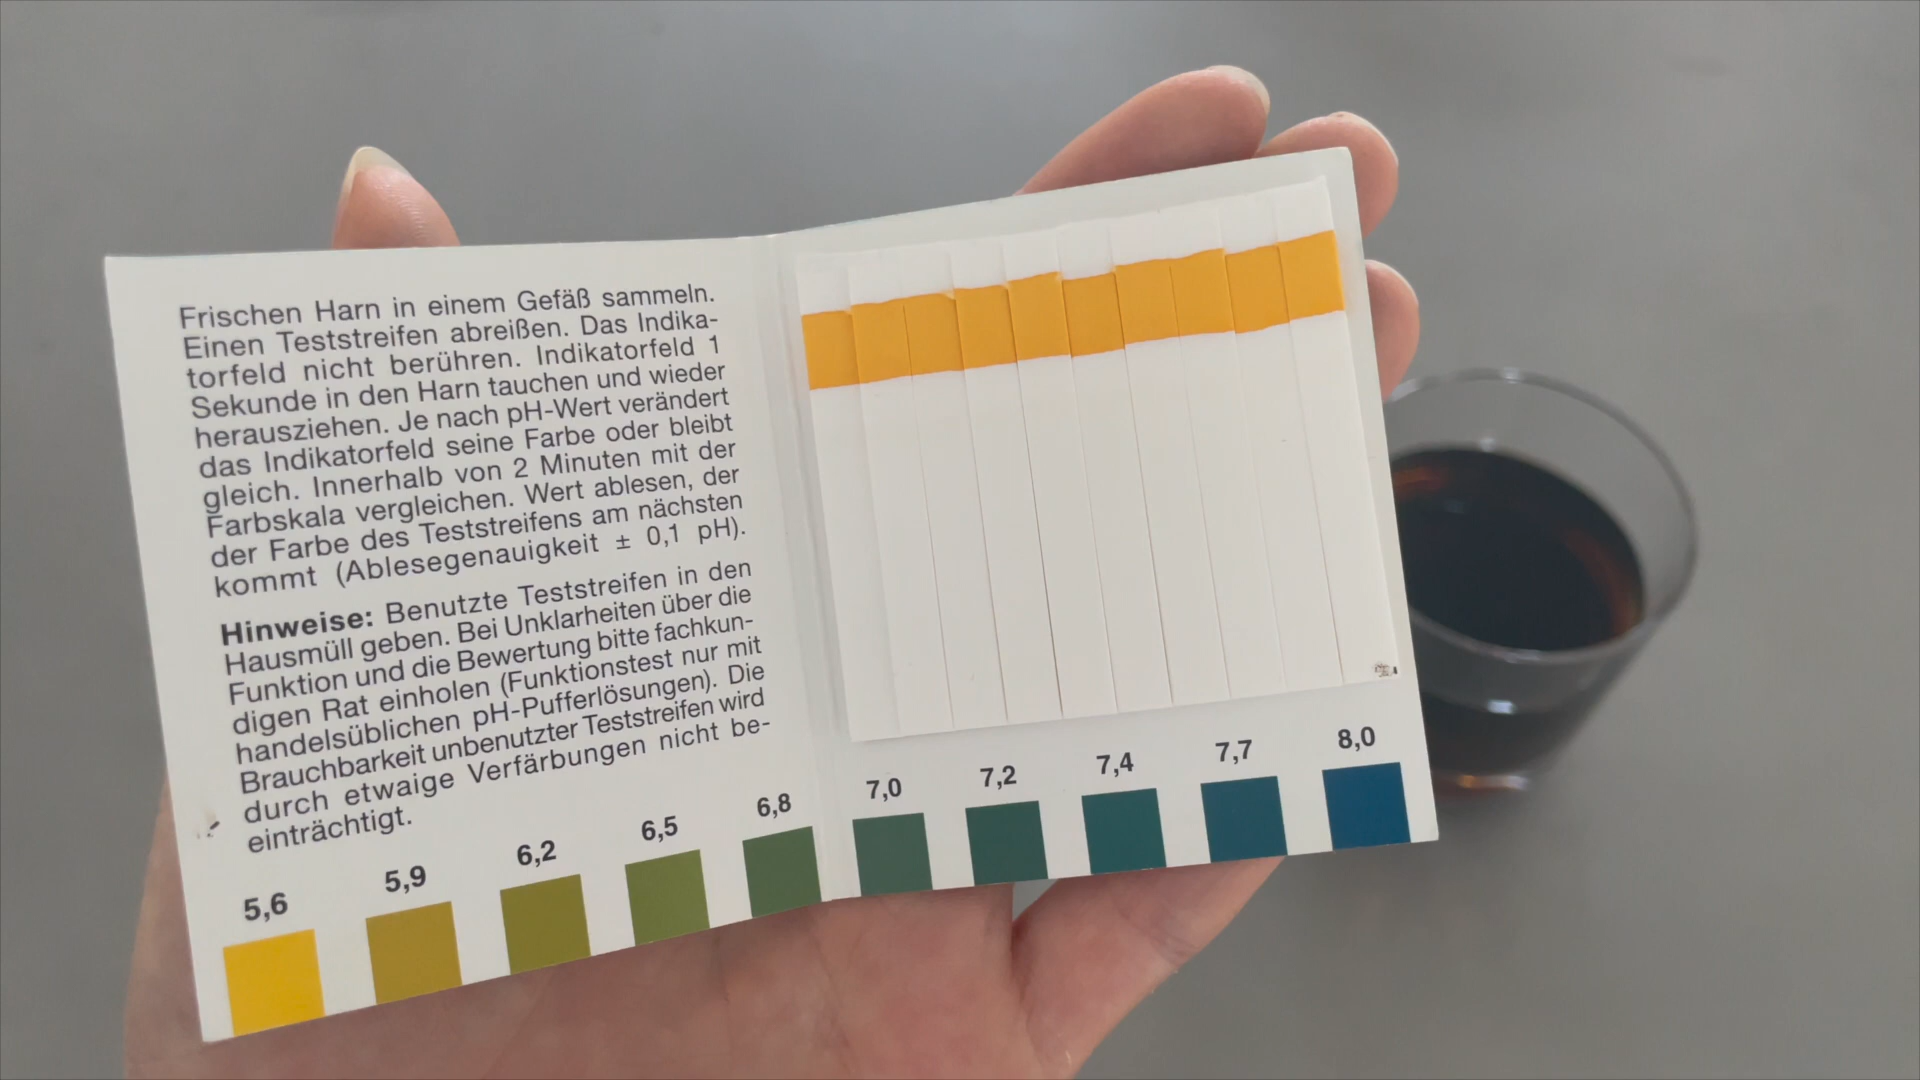 Frischen Harn in einem Gefäß sammeln.
Einen Teststreifen abreißen. Das Indika-
torfeld nicht berühren. Indikatorfeld 1
Sekunde in den Harn tauchen und wieder
herausziehen. Je nach pH-Wert verändert
das Indikatorfeld seine Farbe oder bleibt
gleich. Innerhalb von 2 Minuten mit der
Farbskala vergleichen. Wert ablesen, der
der Farbe des Teststreifens am nächsten
kommt (Ablesegenauigkeit ± 0,1 pH).
Hinweise: Benutzte Teststreifen in den
Hausmüll geben. Bei Unklarheiten über die
Funktion und die Bewertung bitte fachkun-
digen Rat einholen (Funktionstest nur mit
handelsüblichen pH-Pufferlösungen). Die
Brauchbarkeit unbenutzter Teststreifen wird
durch etwaige Verfärbungen nicht be-
einträchtigt.
5,6 5,9 6,2 6,5 6,8 7,0 7,2 7,4 7,7 8,0